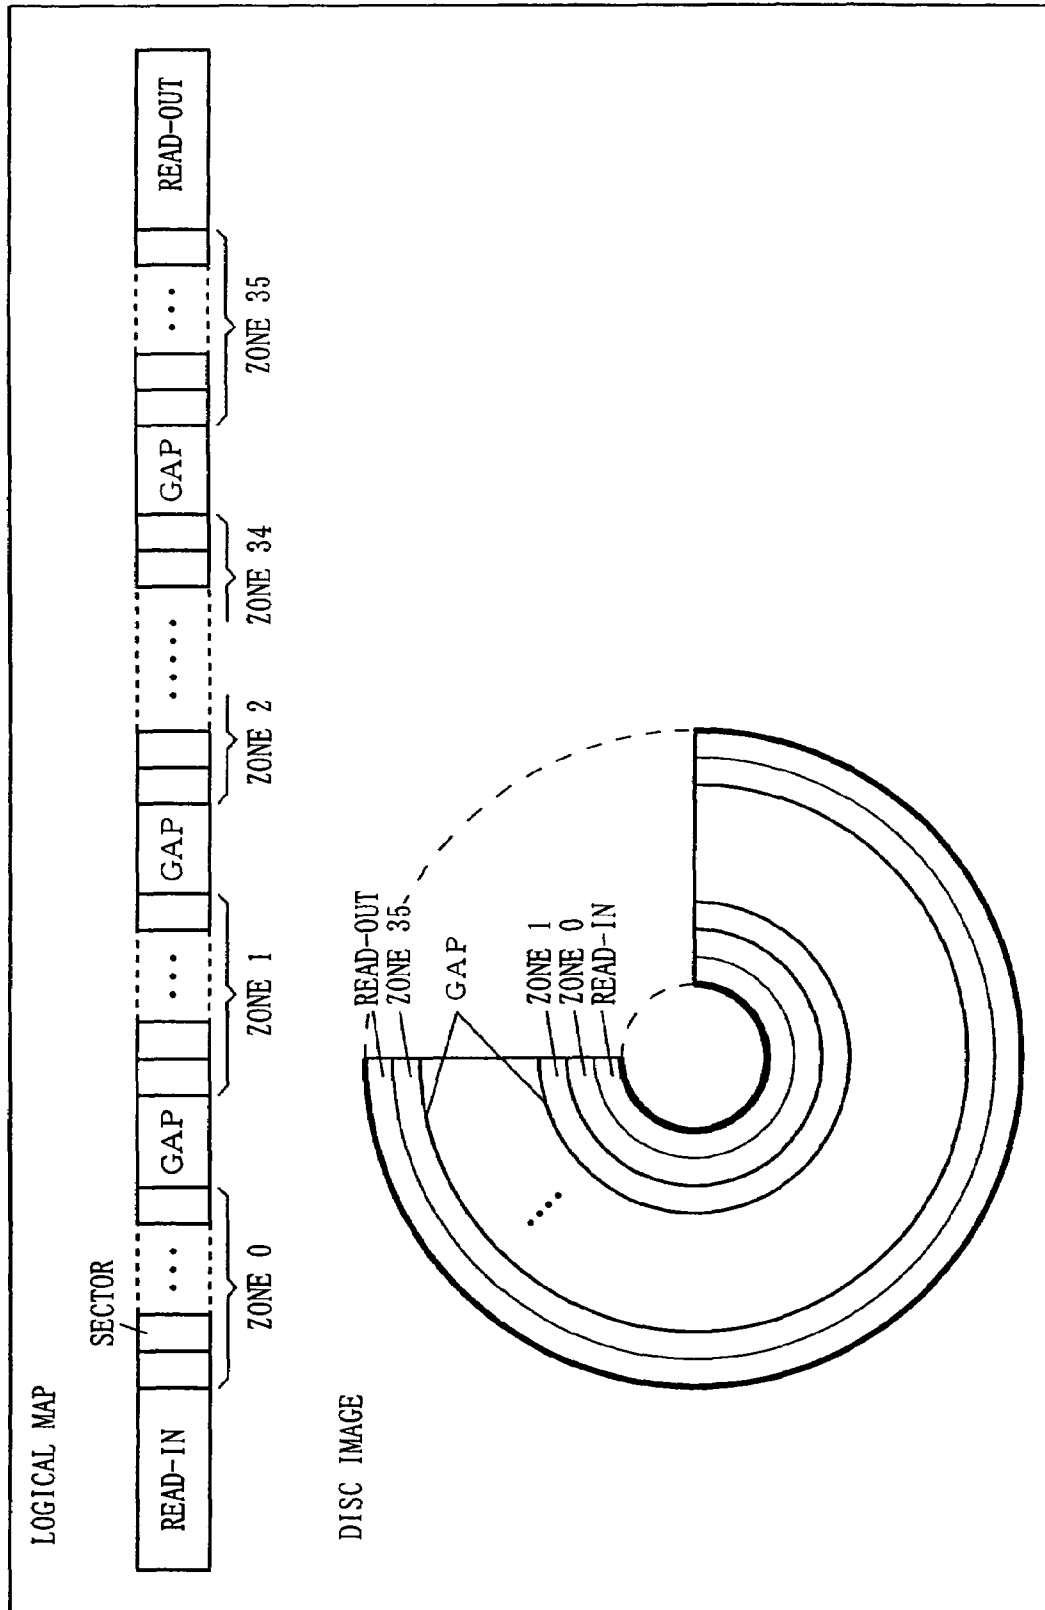 LOGICAL MAP
SECTOR
READ-IN
...
GAP
...
GAP
.....
GAP
...
READ-OUT
ZONE 0
ZONE 1
ZONE 2
ZONE 34
ZONE 35
DISC IMAGE
READ-OUT
ZONE 35
GAP
ZONE 1
ZONE 0
READ-IN
....